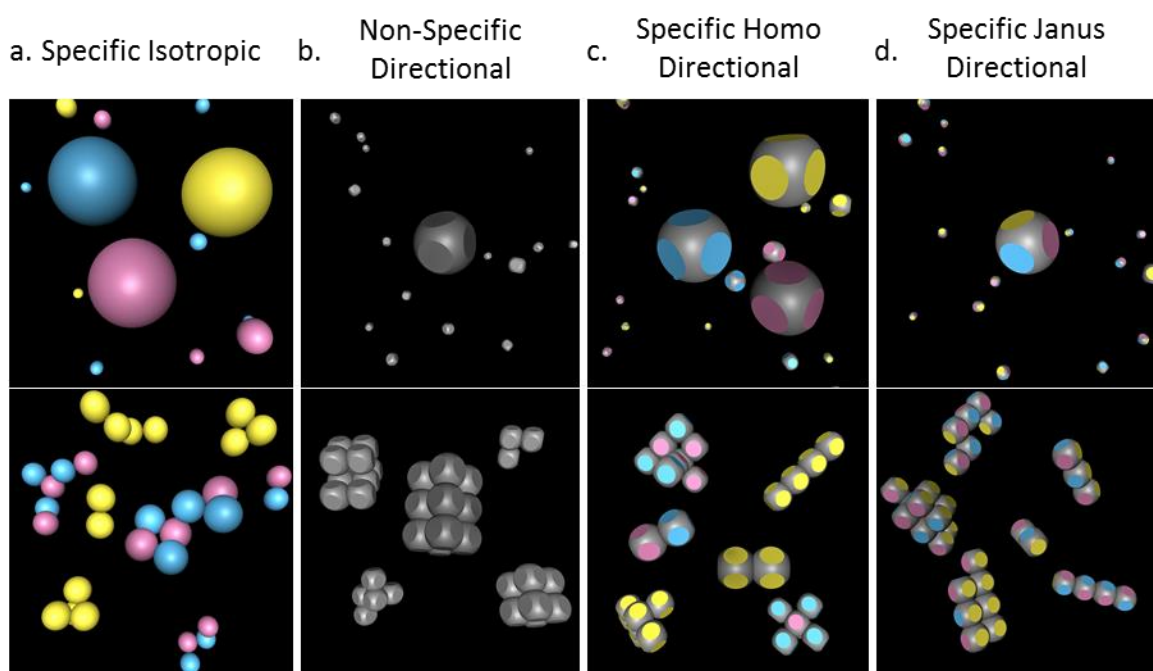 a. Specific Isotropic
b. Non-Specific
Directional
c. Specific Homo
Directional
d. Specific Janus
Directional